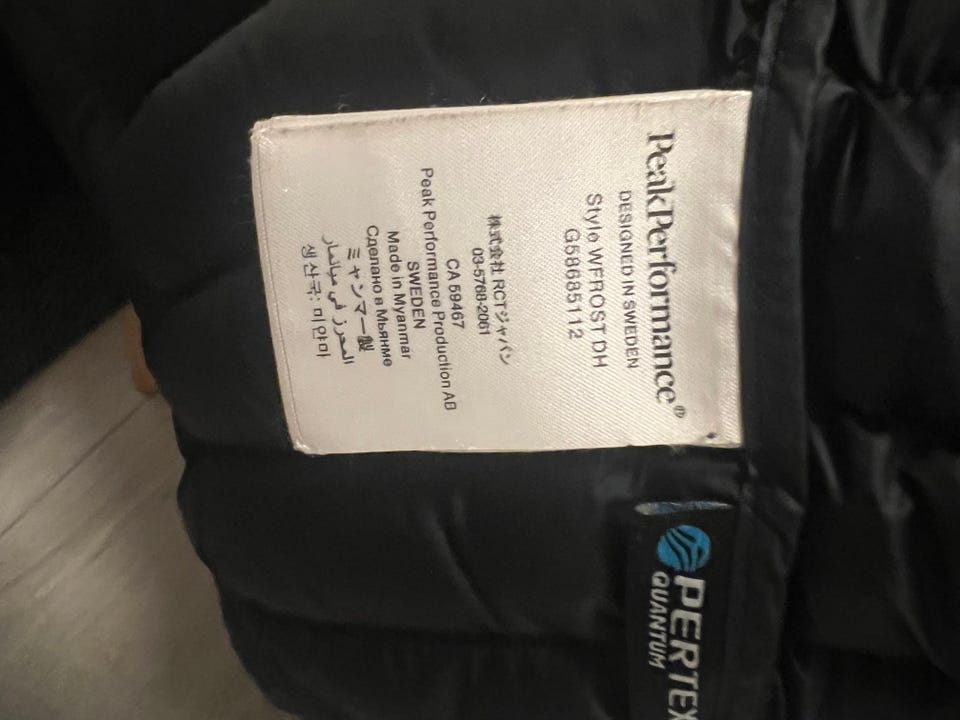 PeakPerformance®
DESIGNED IN SWEDEN
Style WFROST DH
G58685112
株式会社 RCTジャパン
03-5768-2061
CA 59467
Peak Performance Production AB
SWEDEN
Made in Myanmar
Сделано в Мьянме
ミャンマー製
المحرز في ميانمار
생산국: 미얀마
PERTEX
QUANTUM